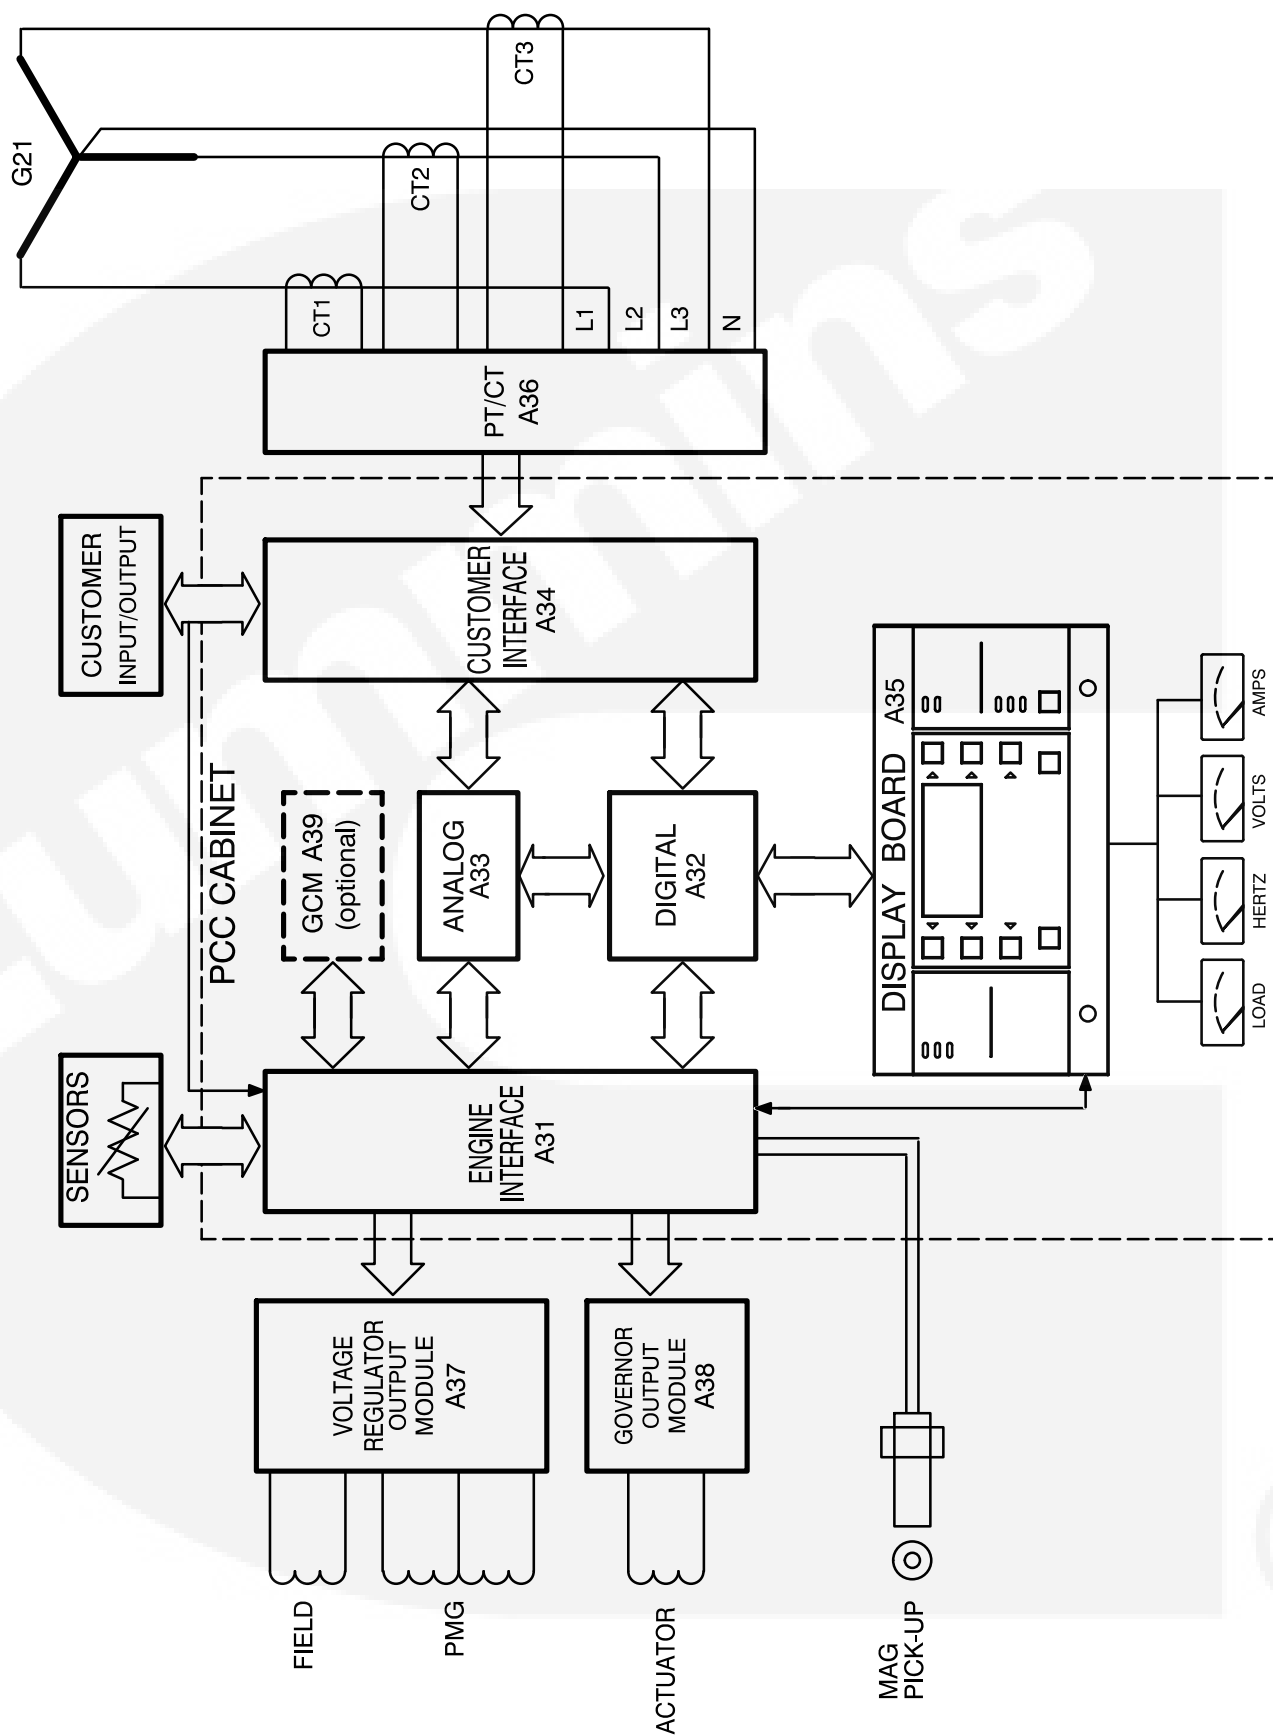 G21
CT3
CT2
CT1
L1
L2
L3
N
PT/CT
A36
CUSTOMER
INPUT/OUTPUT
CUSTOMER
INTERFACE
A34
PCC CABINET
GCM A39
(optional)
ANALOG
A33
DIGITAL
A32
DISPLAY BOARD A35
AMPS
VOLTS
HERTZ
LOAD
SENSORS
ENGINE
INTERFACE
A31
VOLTAGE
REGULATOR
OUTPUT
MODULE
A37
GOVERNOR
OUTPUT
MODULE
A38
FIELD
PMG
ACTUATOR
MAG
PICK-UP
cummins